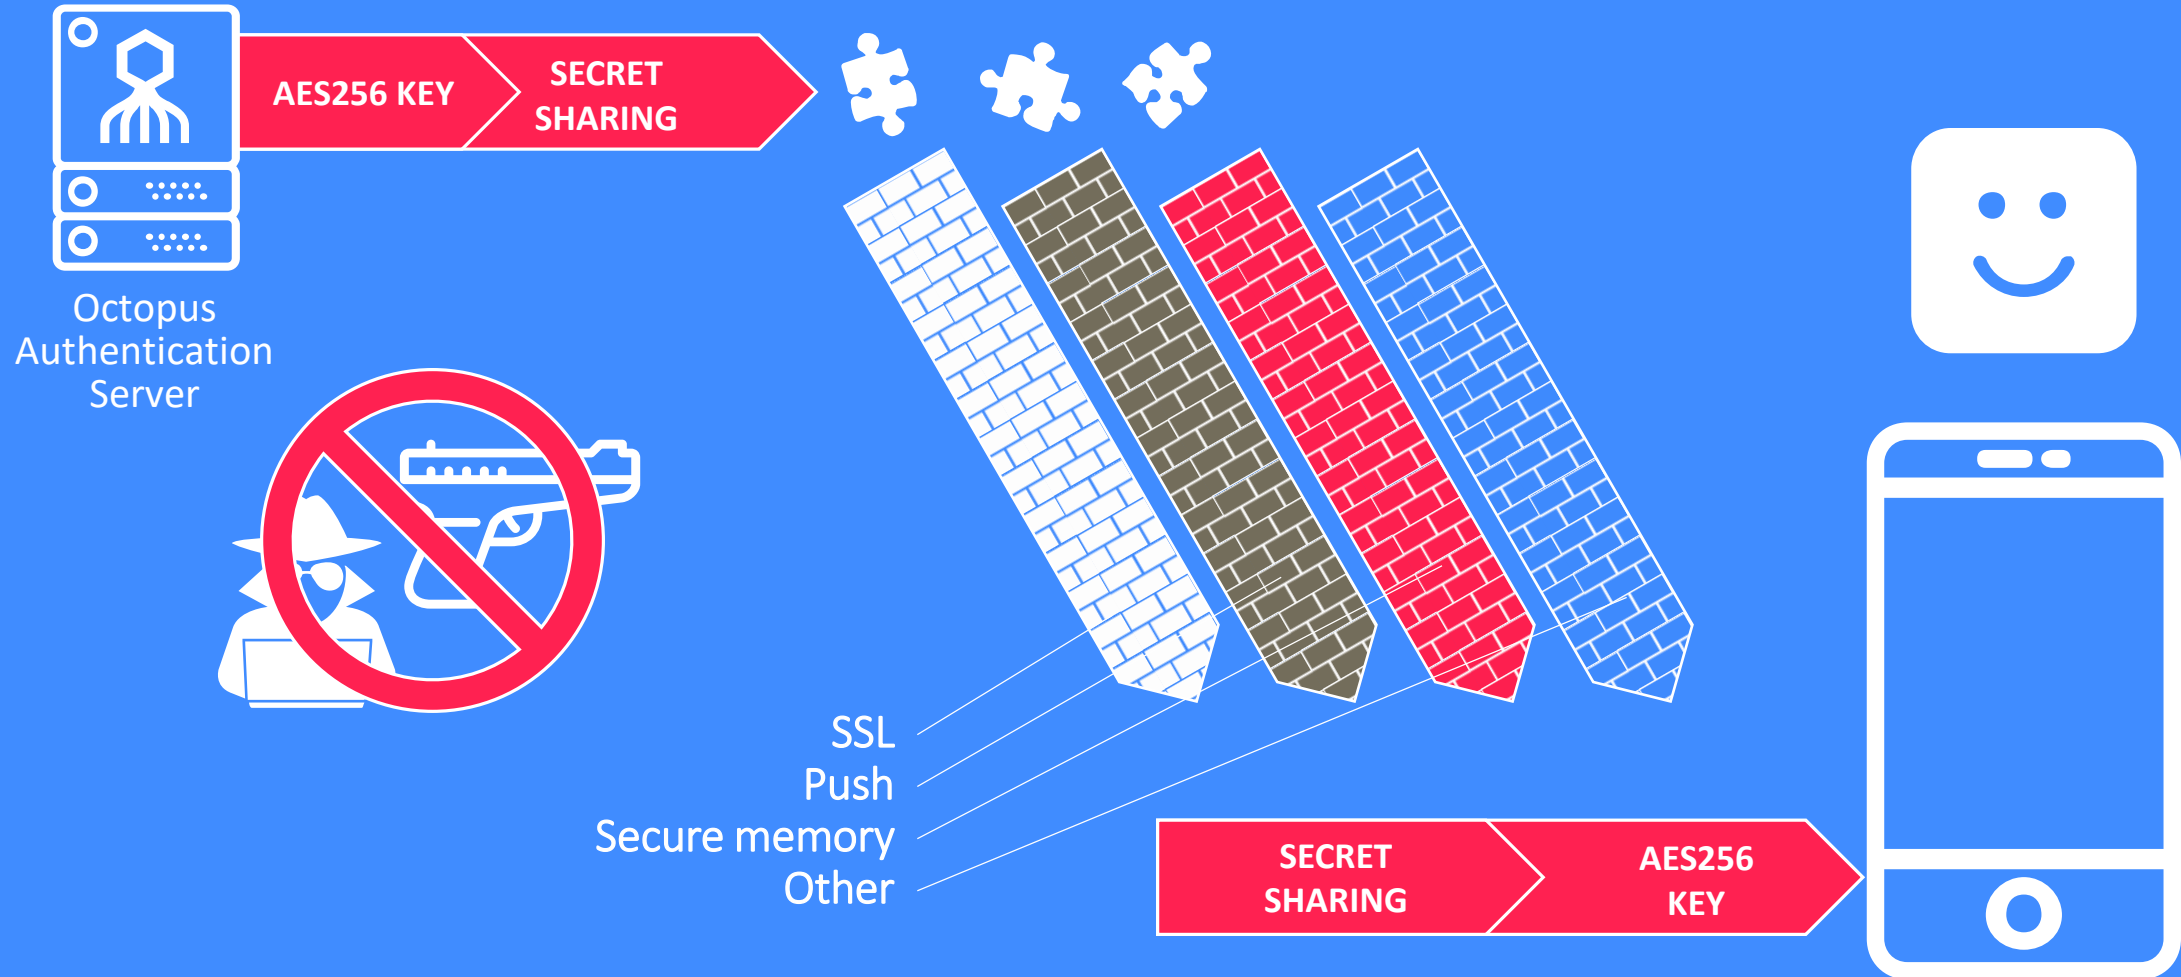 AES256 KEY
SECRET
SHARING
Octopus
Authentication
Server
SSL
Push
Secure memory
Other
SECRET
SHARING
AES256
KEY